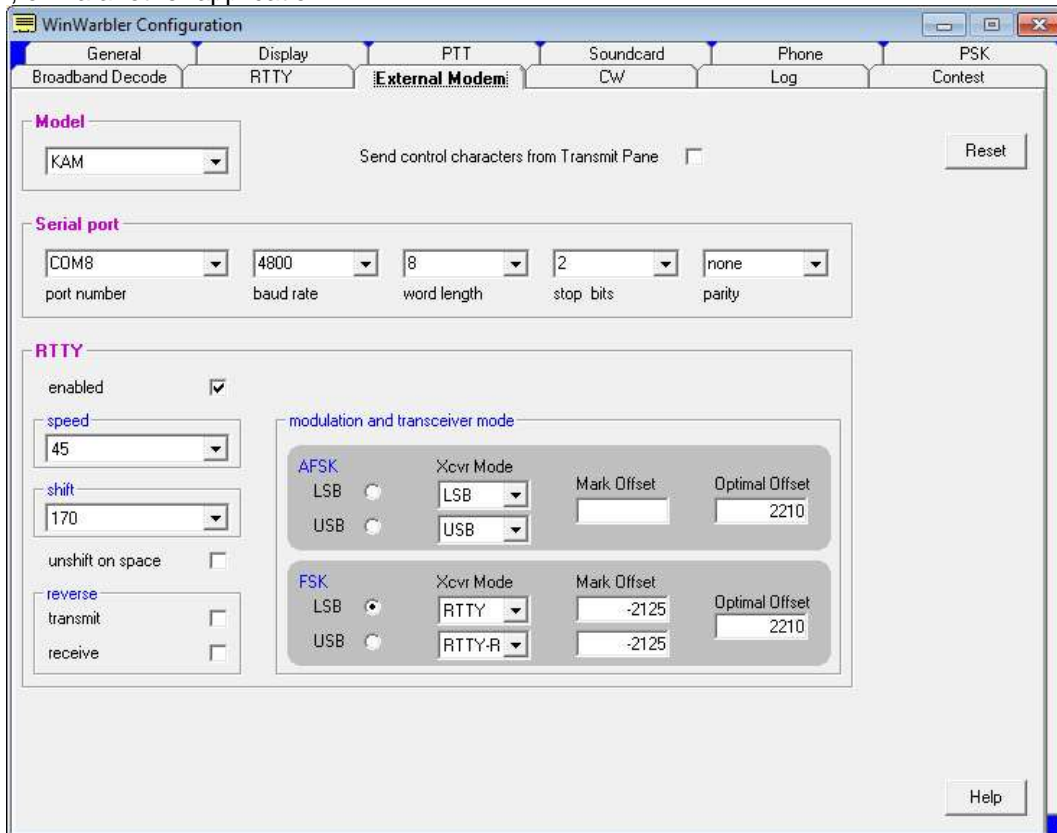 application
WinWarbler Configuration
General Display PTT Soundcard Phone PSK
Broadband Decode RTTY External Modem CW Log Contest
Model
KAM
Send control characters from Transmit Pane
Reset
Serial port
COM8 4800 8 2 none
port number baud rate word length stop bits parity
RTTY
enabled
speed
45
shift
170
unshift on space
reverse
transmit
receive
modulation and transceiver mode
AFSK Xcvr Mode Mark Offset Optimal Offset
LSB LSB 2210
USB USB
FSK Xcvr Mode Mark Offset Optimal Offset
LSB RTTY -2125 2210
USB RTTY-R -2125
Help